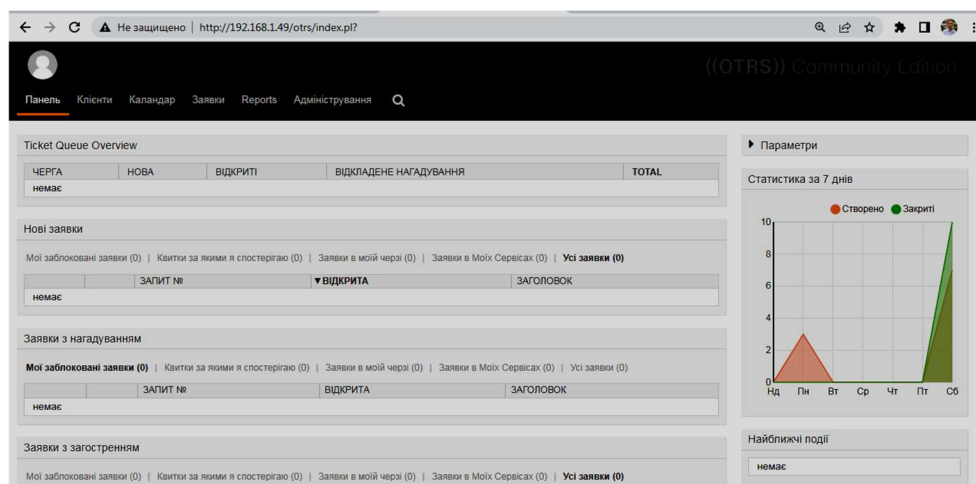 Не защищено | http://192.168.1.49/otrs/index.pl?
((OTRS)) Community Edition
Панель Клієнти Каландар Заявки Reports Адміністрування
Ticket Queue Overview
ЧЕРГА НОВА ВІДКРИТІ ВІДКЛАДЕНЕ НАГАДУВАННЯ TOTAL
немає
Нові заявки
Мої заблоковані заявки (0) | Квитки за якими я спостерігаю (0) | Заявки в моїй черзі (0) | Заявки в Моїх Сервісах (0) | Усі заявки (0)
ЗАПИТ № ▼ВІДКРИТА ЗАГОЛОВОК
немає
Заявки з нагадуванням
Мої заблоковані заявки (0) | Квитки за якими я спостерігаю (0) | Заявки в моїй черзі (0) | Заявки в Моїх Сервісах (0) | Усі заявки (0)
ЗАПИТ № ВІДКРИТА ЗАГОЛОВОК
немає
Заявки з загостренням
Мої заблоковані заявки (0) | Квитки за якими я спостерігаю (0) | Заявки в моїй черзі (0) | Заявки в Моїх Сервісах (0) | Усі заявки (0)
Параметри
Статистика за 7 днів
Створено Закриті
10
8
6
4
2
0
Нд Пн Вт Ср Чт Пт Сб
Найближчі події
немає